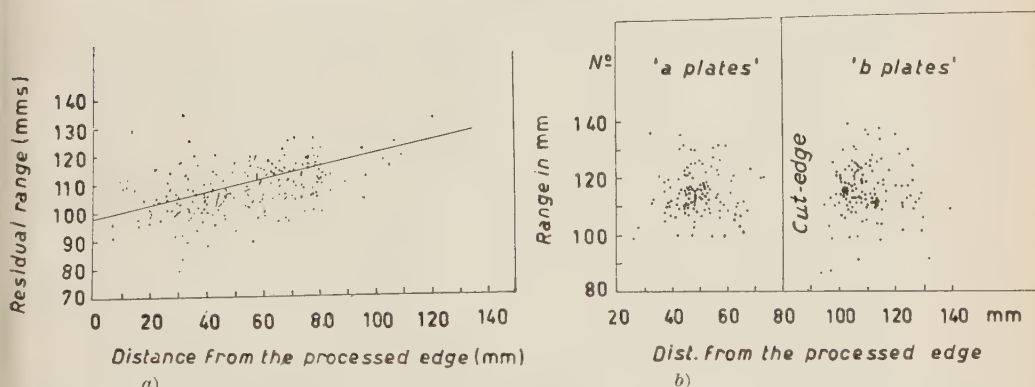 Residual range (mms)
140
130
120
110
100
90
80
70
0 20 40 60 80 100 120 140
Distance from the processed edge (mm)
a)
Nº
'a plates'
'b plates'
Cut-edge
Range in mm
140
120
100
80
20 40 60 80 100 120 140 mm
Dist. from the processed edge
b)